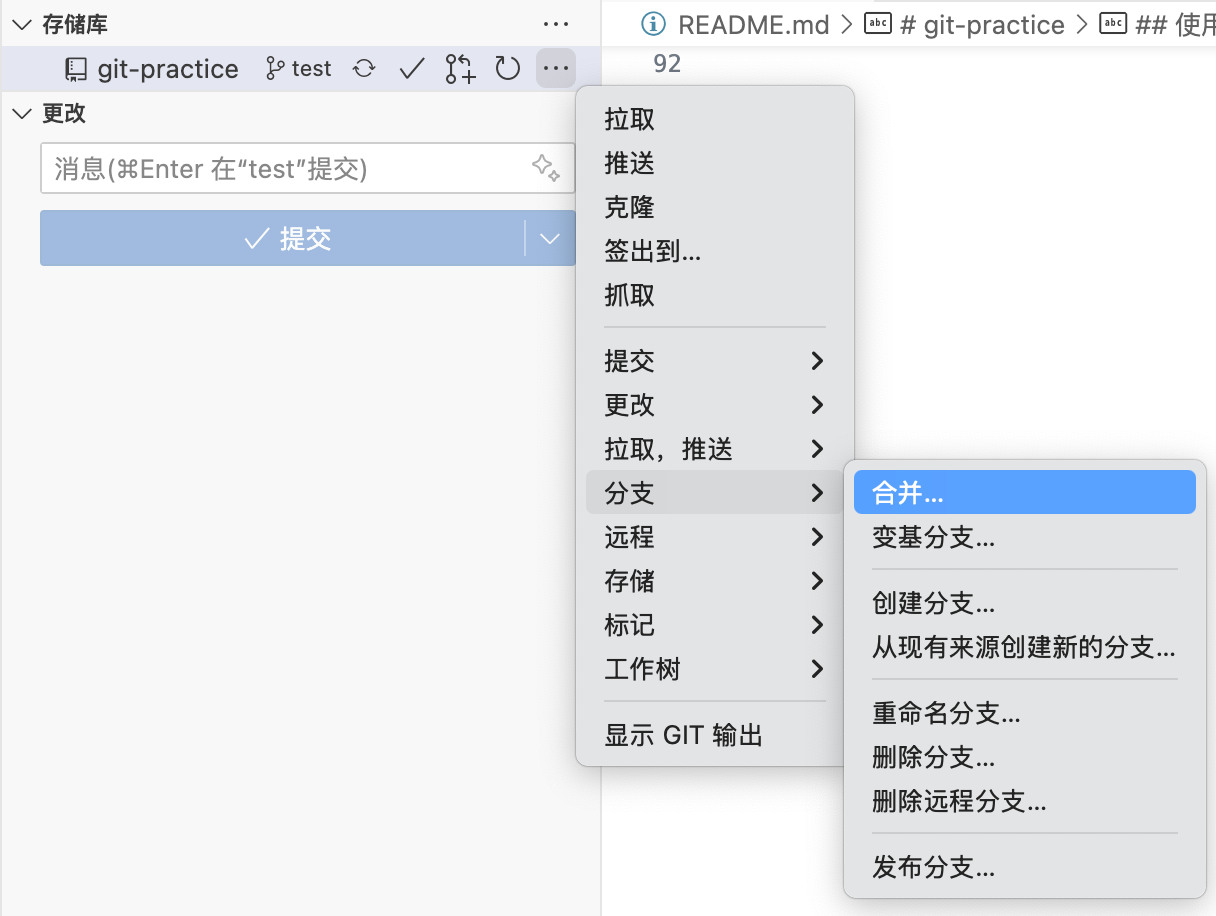 存储库
git-practice test
更改
消息(⌘Enter 在“test”提交)
提交
README.md > # git-practice > ## 使用
92
拉取
推送
克隆
签出到...
抓取
提交
更改
拉取，推送
分支
远程
存储
标记
工作树
显示 GIT 输出
合并...
变基分支...
创建分支...
从现有来源创建新的分支...
重命名分支...
删除分支...
删除远程分支...
发布分支...